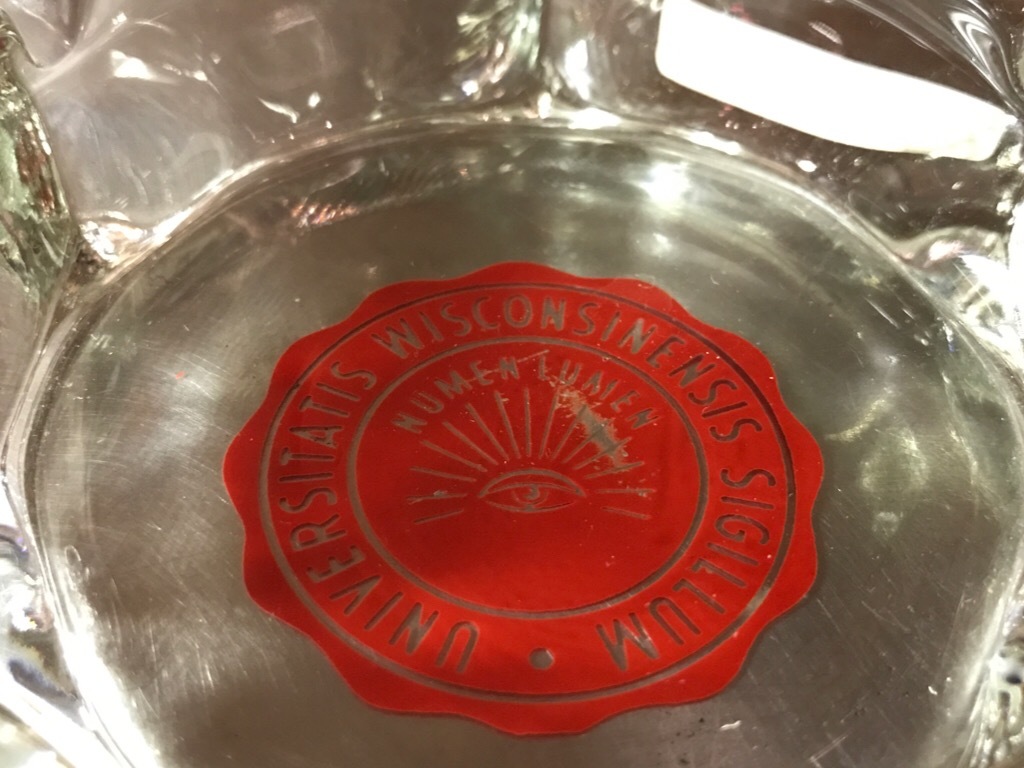 UNIVERSITATIS WISCONSINENSIS SIGILLUM
NUMEN LUMEN